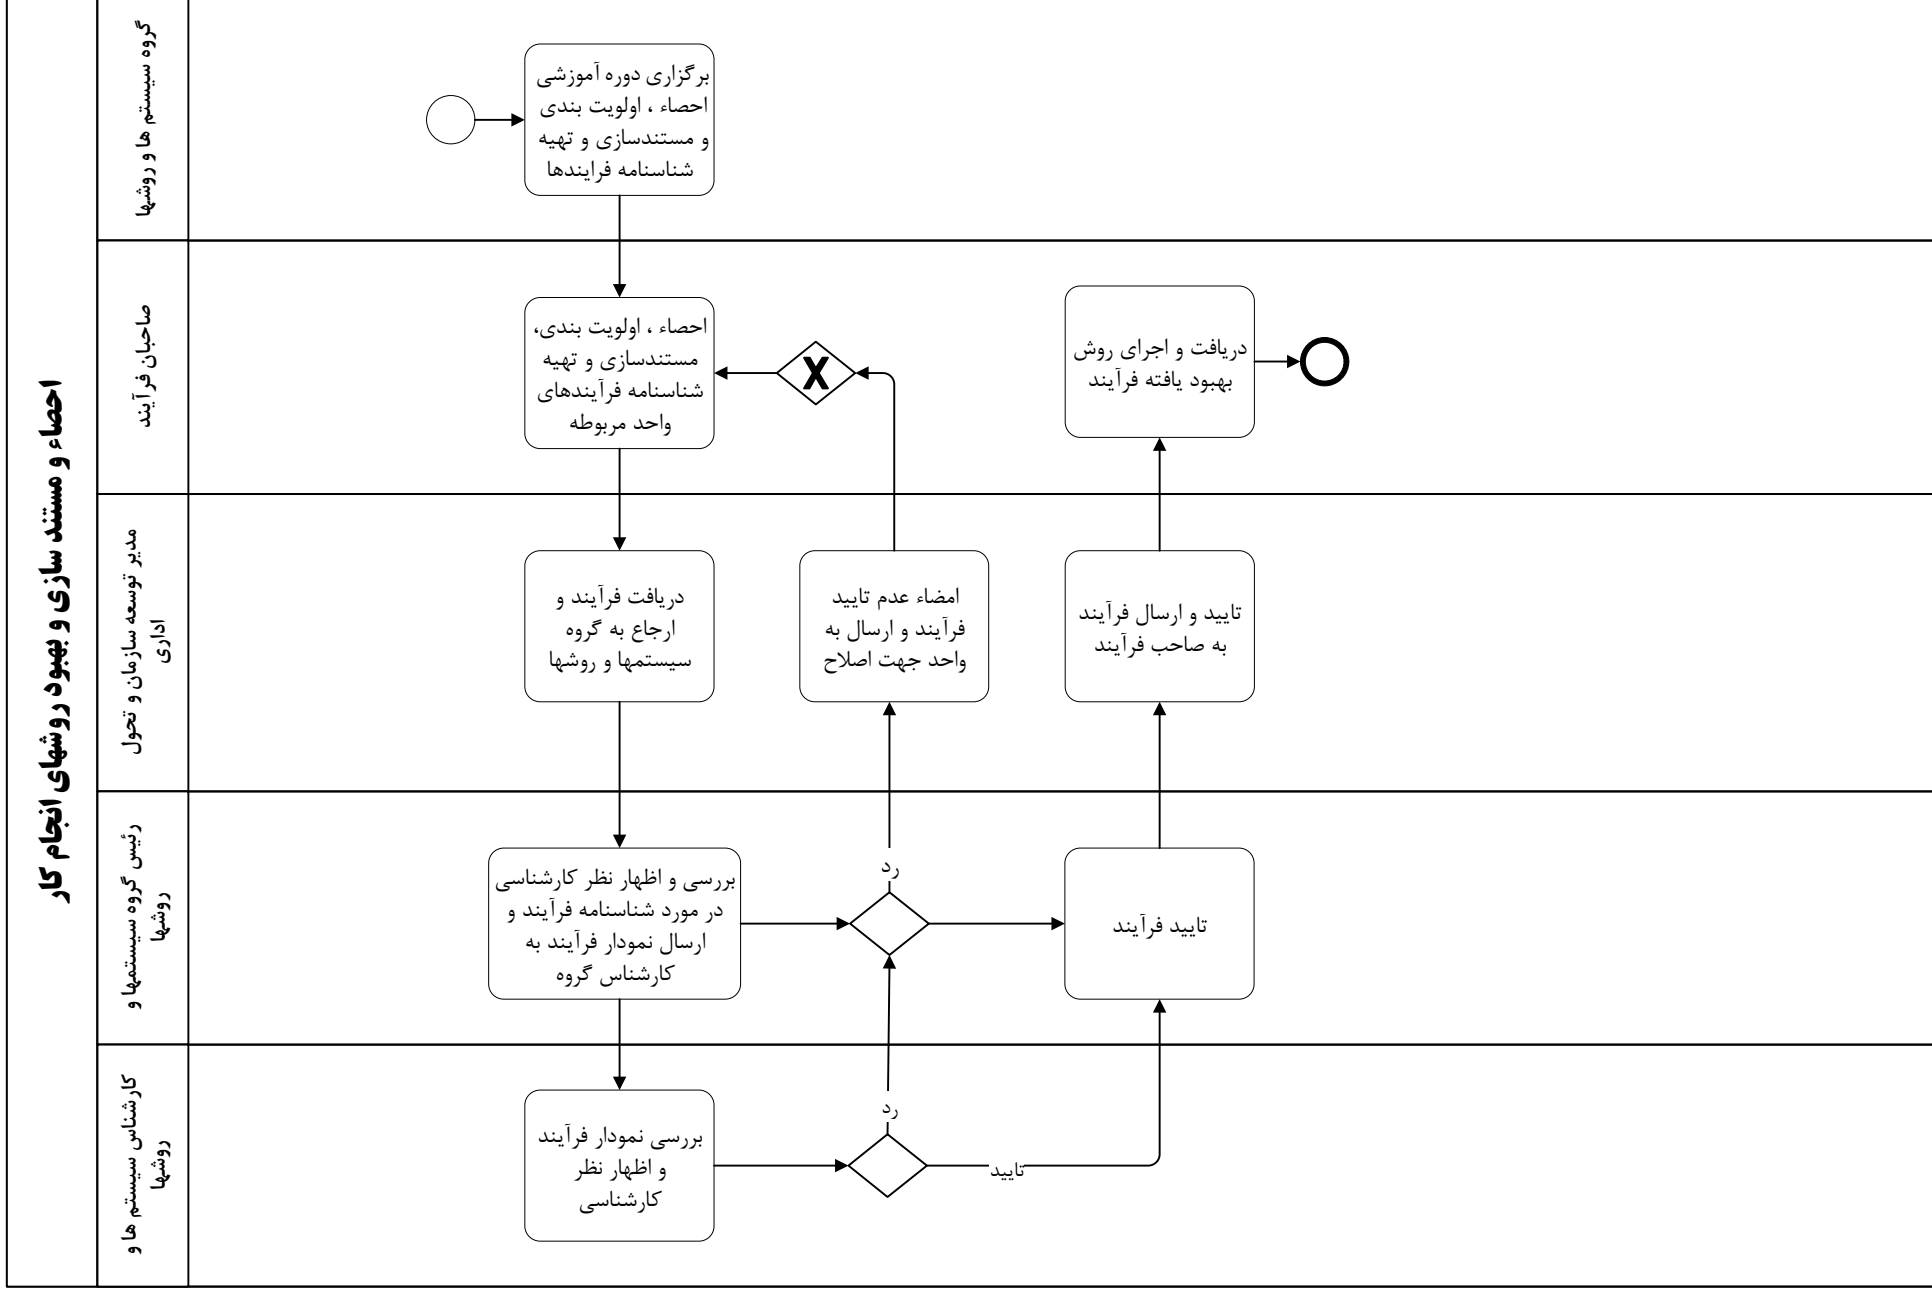 احصاء و مستند سازی و بهبود روشهای انجام کار
گروه سیستم ها و روشها
برگزاری دوره آموزشی
احصاء ، اولویت بندی
و مستندسازی و تهیه
شناسنامه فرایندها
صاحبان فرآیند
احصاء ، اولویت بندی،
مستندسازی و تهیه
شناسنامه فرآیندهای
واحد مربوطه
X
دریافت و اجرای روش
بهبود یافته فرآیند
مدیر توسعه سازمان و تحول
اداری
دریافت فرآیند و
ارجاع به گروه
سیستمها و روشها
امضاء عدم تایید
فرآیند و ارسال به
واحد جهت اصلاح
تایید و ارسال فرآیند
به صاحب فرآیند
رئیس گروه سیستمها و
روشها
بررسی و اظهار نظر کارشناسی
در مورد شناسنامه فرآیند و
ارسال نمودار فرآیند به
کارشناس گروه
رد
تایید فرآیند
کارشناس سیستم ها و
روشها
بررسی نمودار فرآیند
و اظهار نظر
کارشناسی
رد
تایید